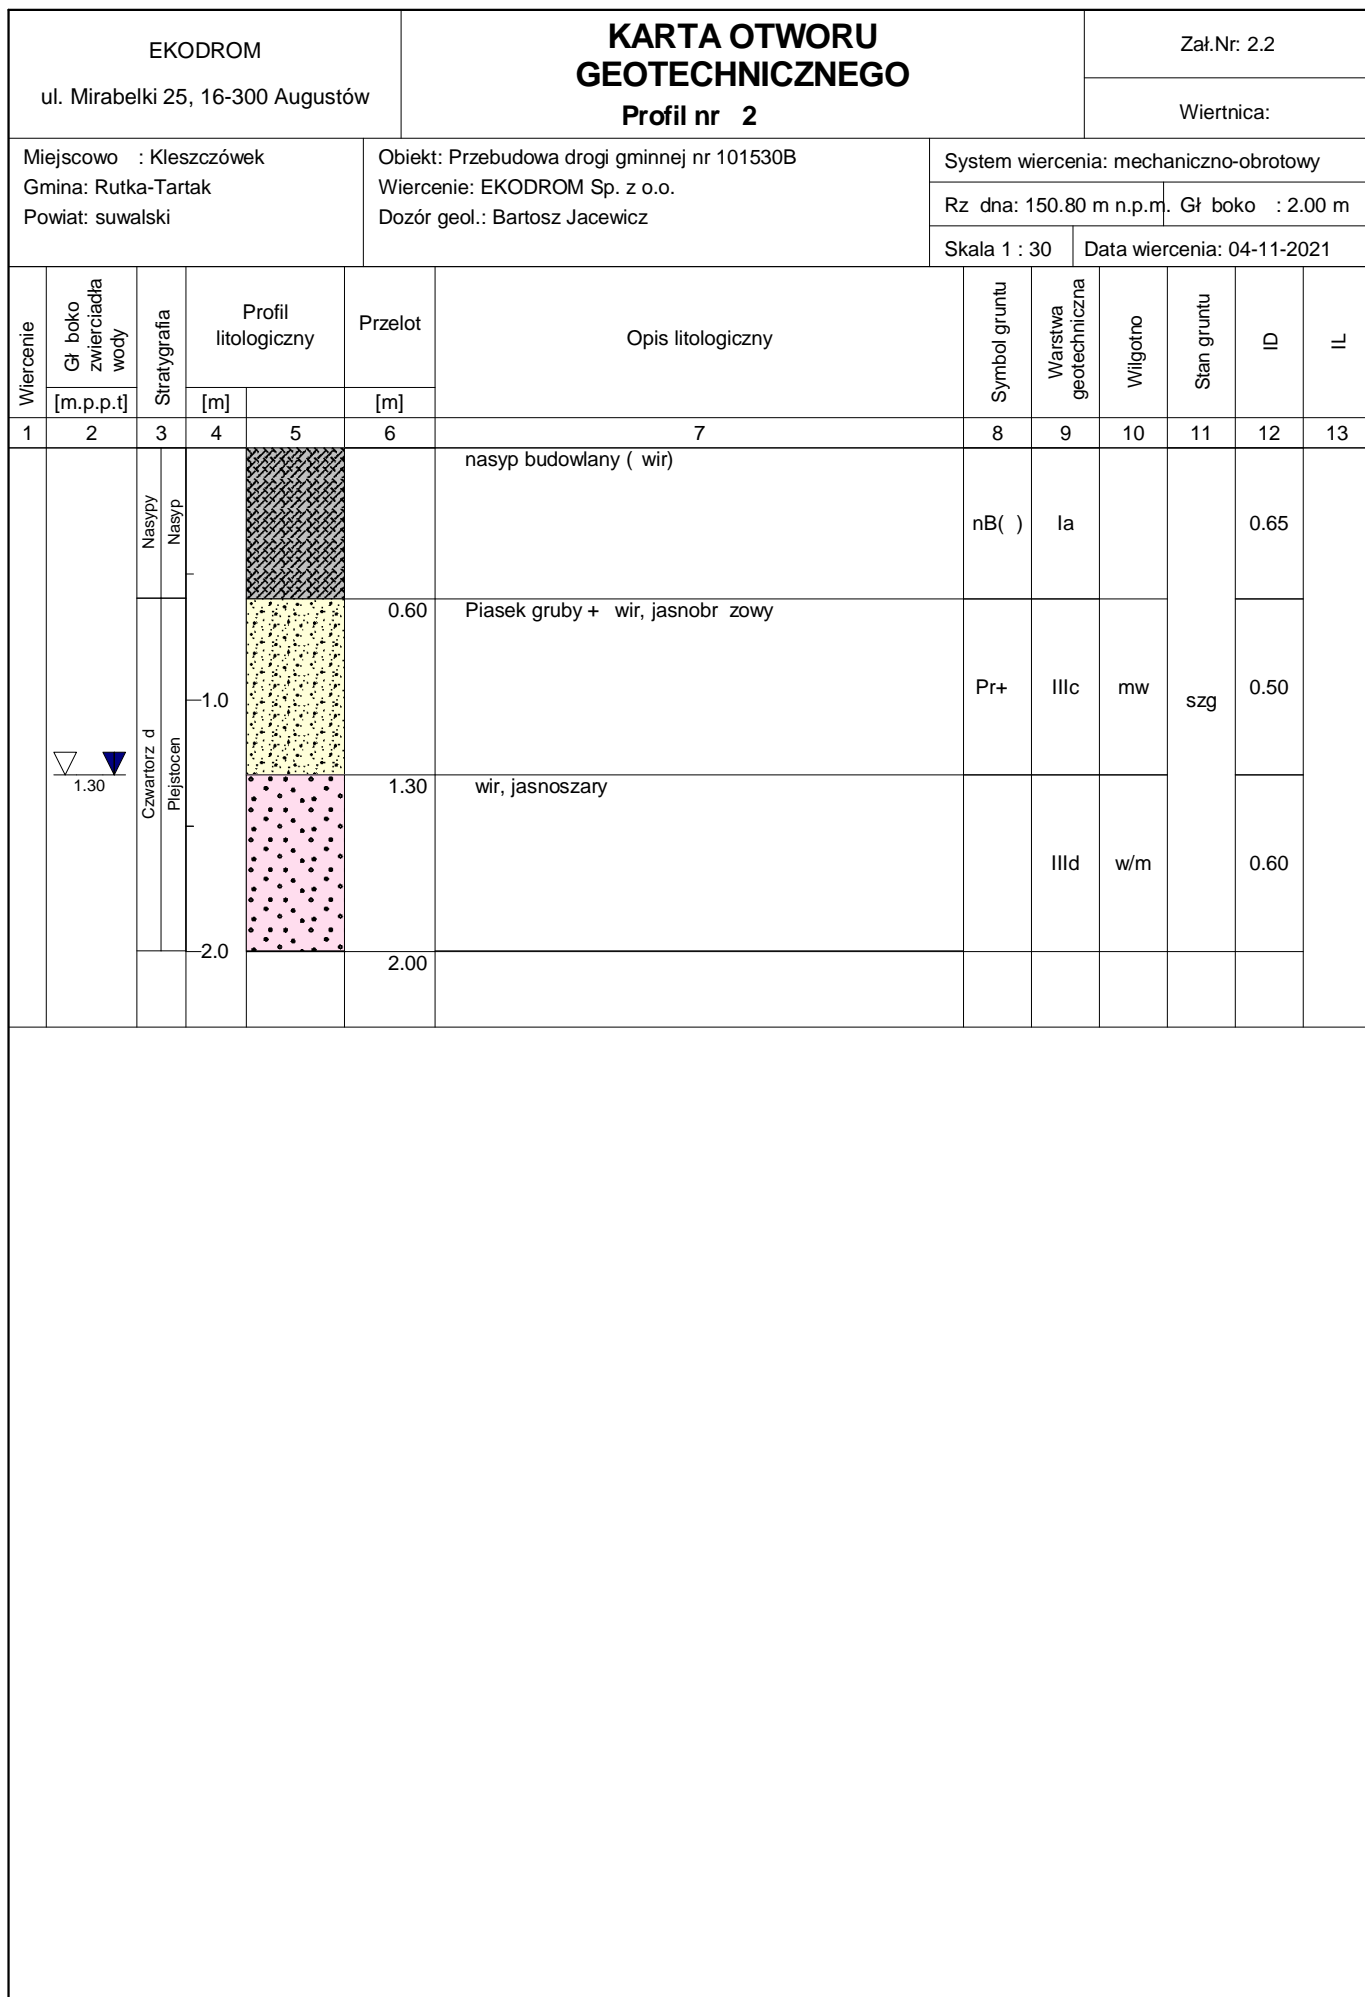 EKODROM
ul. Mirabelki 25, 16-300 Augustów
KARTA OTWORU
GEOTECHNICZNEGO
Profil nr 2
Zał.Nr: 2.2
Wiertnica:
Miejscowo : Kleszczówek
Gmina: Rutka-Tartak
Powiat: suwalski
Obiekt: Przebudowa drogi gminnej nr 101530B
Wiercenie: EKODROM Sp. z o.o.
Dozór geol.: Bartosz Jacewicz
System wiercenia: mechaniczno-obrotowy
Rz dna: 150.80 m n.p.m. Gł boko : 2.00 m
Skala 1 : 30 Data wiercenia: 04-11-2021
Wiercenie
Gł boko
zwierciadła
wody
[m.p.p.t]
Stratygrafia
Profil
litologiczny
[m]
Przelot
[m]
Opis litologiczny
Symbol gruntu
Warstwa
geotechniczna
Wilgotno
Stan gruntu
ID
IL
1 2 3 4 5 6 7 8 9 10 11 12 13
Nasypy
Nasyp
nasyp budowlany ( wir)
nB( ) Ia 0.65
0.60 Piasek gruby + wir, jasnobr zowy
Czwartorz d
Plejstocen
1.0
Pr+ IIIc mw szg 0.50
1.30
1.30 wir, jasnoszary
IIId w/m 0.60
2.0
2.00